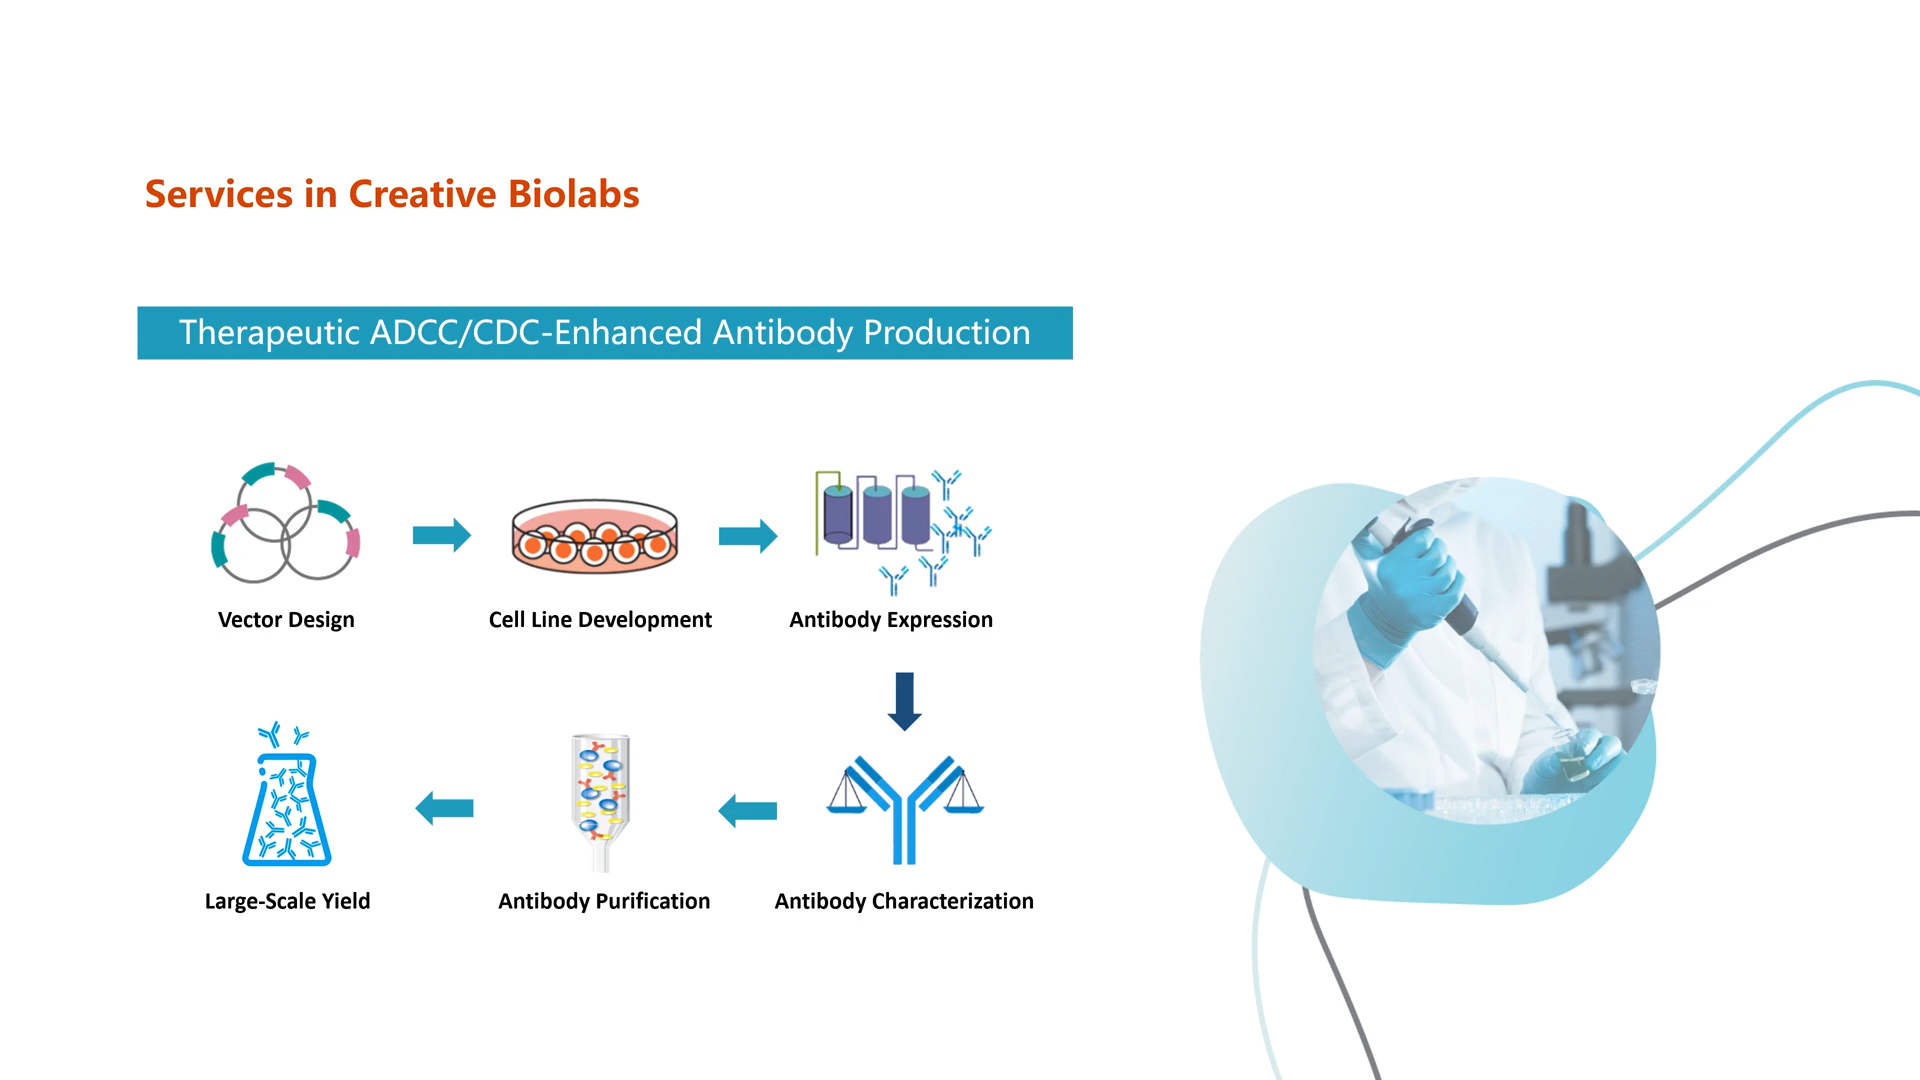 Services in Creative Biolabs
Therapeutic ADCC/CDC-Enhanced Antibody Production
Vector Design
Cell Line Development
Antibody Expression
Large-Scale Yield
Antibody Purification
Antibody Characterization